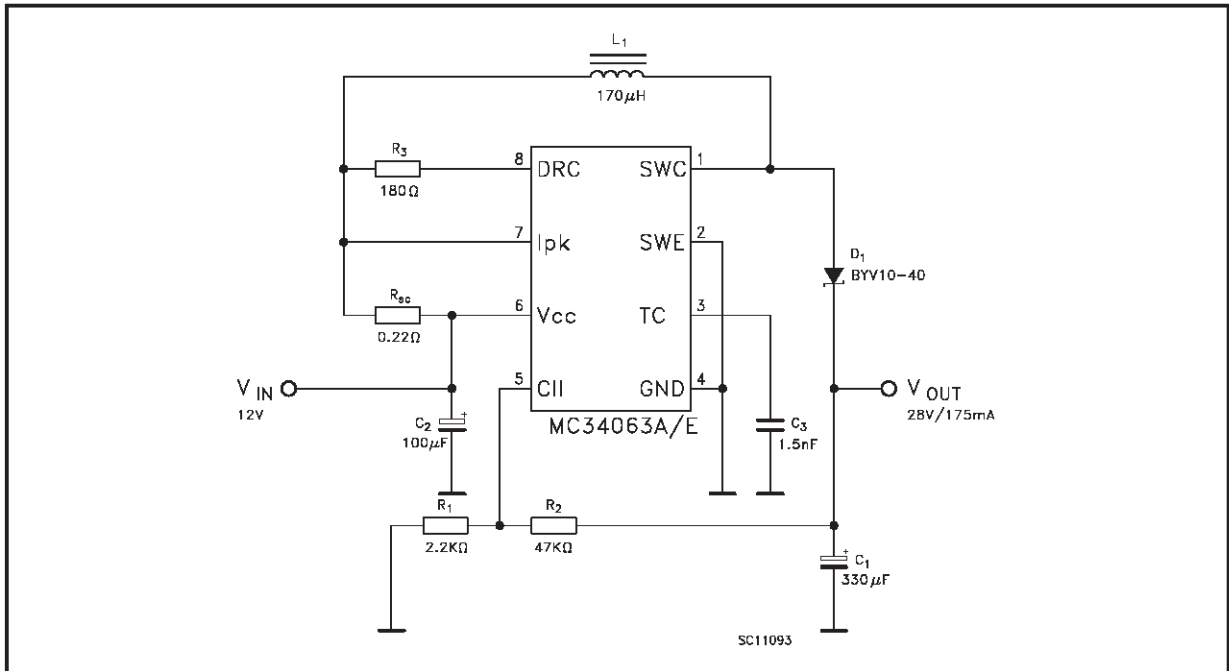 L1
170μH
R3
180Ω
8
DRC
SWC
1
7
Ipk
SWE
2
D1
BYV10-40
Rsc
0.22Ω
6
Vcc
TC
3
VIN
12V
5
CII
GND
4
VOUT
28V/175mA
C2
+
100μF
MC34063A/E
C3
1.5nF
R1
2.2KΩ
R2
47KΩ
+
C1
330μF
SC11093